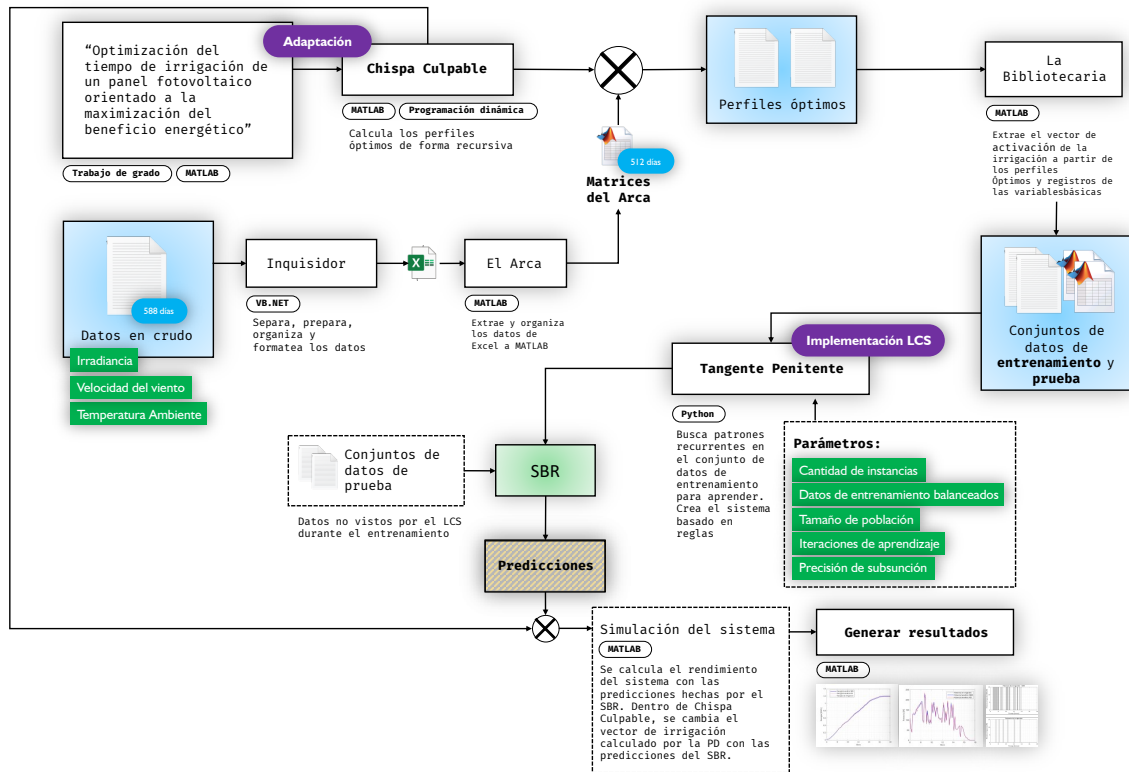 “Optimización del
tiempo de irrigación de
un panel fotovoltaico
orientado a la
maximización del
beneficio energético”
Trabajo de grado
MATLAB
Adaptación
Chispa Culpable
MATLAB
Programación dinámica
Calcula los perfiles
óptimos de forma recursiva
512 días
Matrices
del Arca
Perfiles óptimos
La
Bibliotecaria
MATLAB
Extrae el vector de
activación de la
irrigación a partir de
los perfiles
Óptimos y registros de
las variablesbásicas
588 días
Datos en crudo
Irradiancia
Velocidad del viento
Temperatura Ambiente
Inquisidor
VB.NET
Separa, prepara,
organiza y
formatea los datos
El Arca
MATLAB
Extrae y organiza
los datos de
Excel a MATLAB
Conjuntos de
datos de
entrenamiento y
prueba
Implementación LCS
Tangente Penitente
Python
Busca patrones
recurrentes en
el conjunto de
datos de
entrenamiento
para aprender.
Crea el sistema
basado en
reglas
Parámetros:
Cantidad de instancias
Datos de entrenamiento balanceados
Tamaño de población
Iteraciones de aprendizaje
Precisión de subsunción
Conjuntos de
datos de
prueba
Datos no vistos por el LCS
durante el entrenamiento
SBR
Predicciones
Simulación del sistema
MATLAB
Se calcula el rendimiento
del sistema con las
predicciones hechas por el
SBR. Dentro de Chispa
Culpable, se cambia el
vector de irrigación
calculado por la PD con las
predicciones del SBR.
Generar resultados
MATLAB